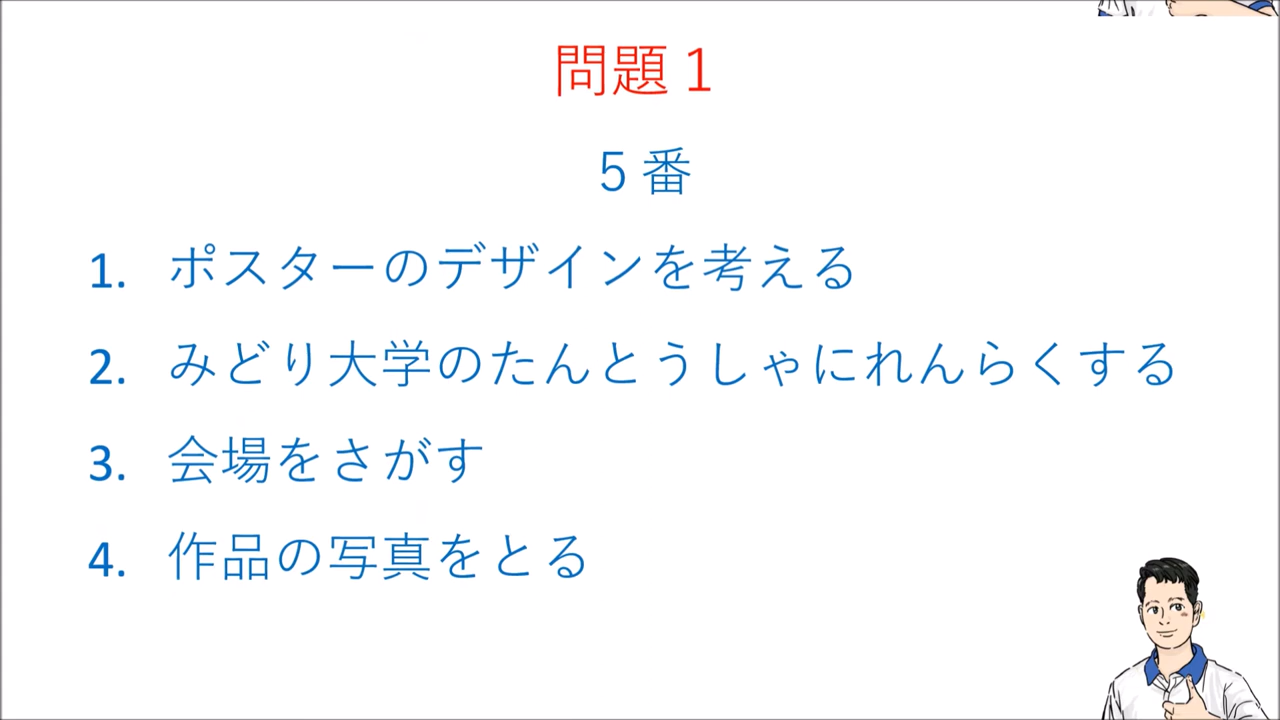 問題１
５番
1. ポスターのデザインを考える
2. みどり大学のたんとうしゃにれんらくする
3. 会場をさがす
4. 作品の写真をとる